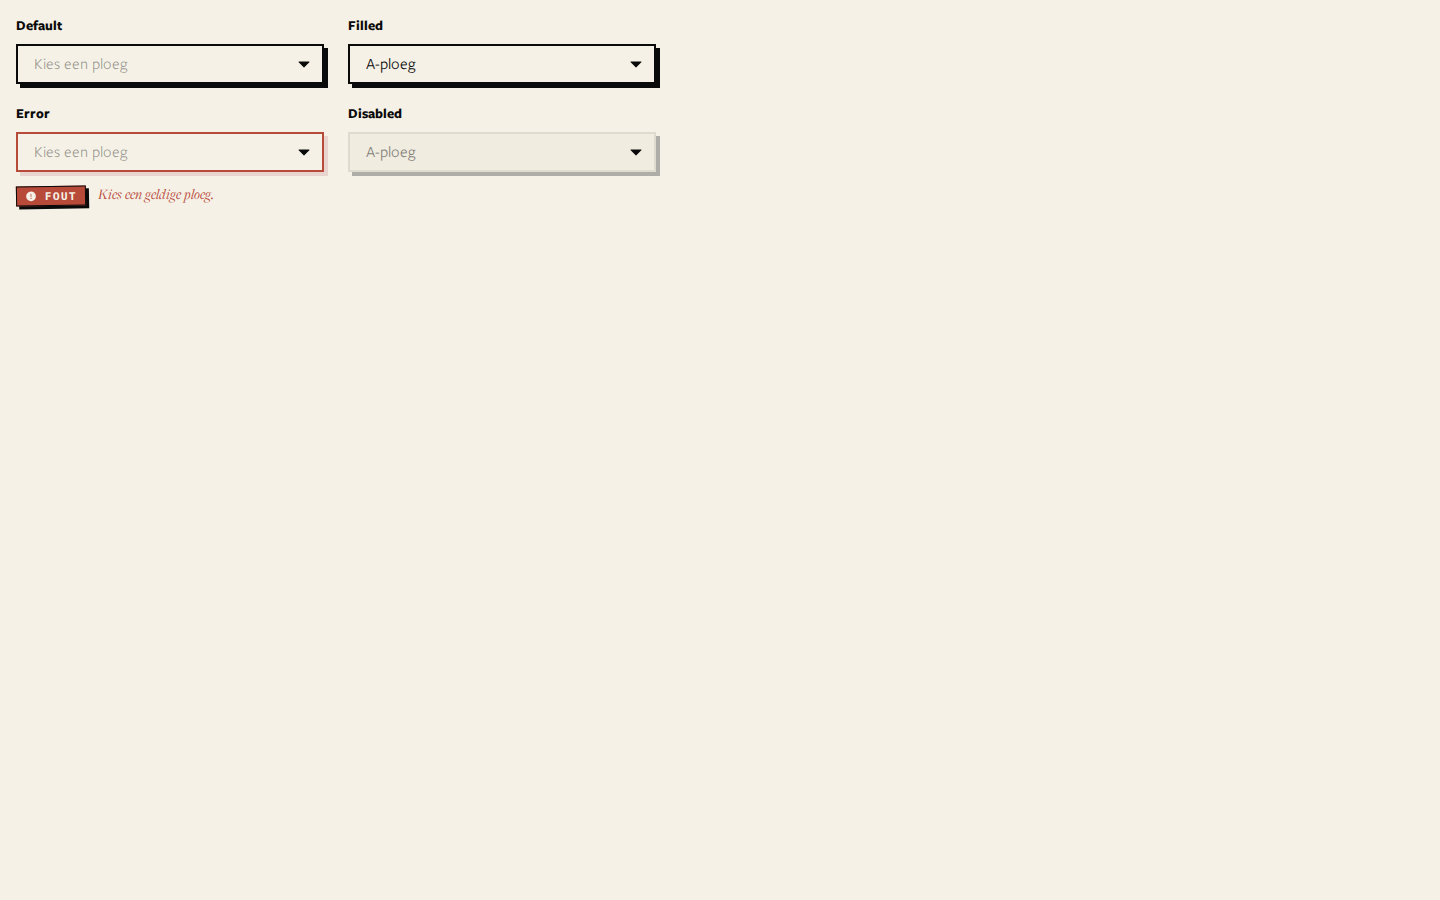 Default
Kies een ploeg
Filled
A-ploeg
Error
Kies een ploeg
FOUT Kies een geldige ploeg.
Disabled
A-ploeg